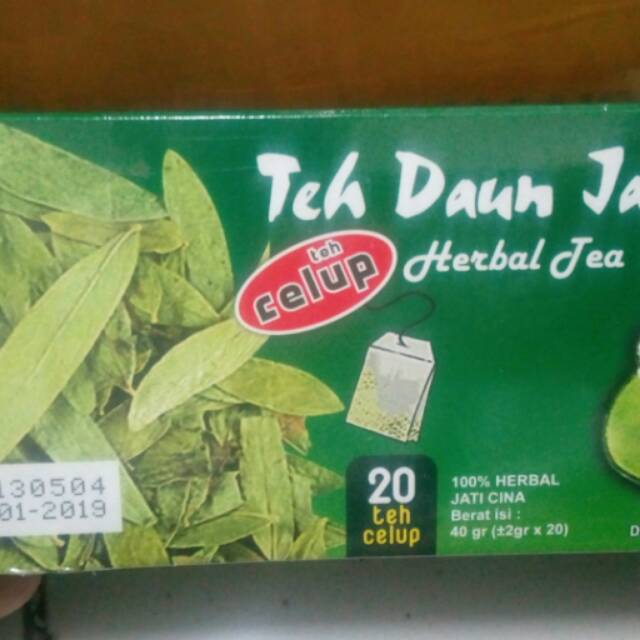 Teh Daun Ja
teh
celup
Herbal Tea
20
teh
celup
100% HERBAL
JATI CINA
Berat isi :
40 gr (±2gr x 20)
130504
01-2019
D